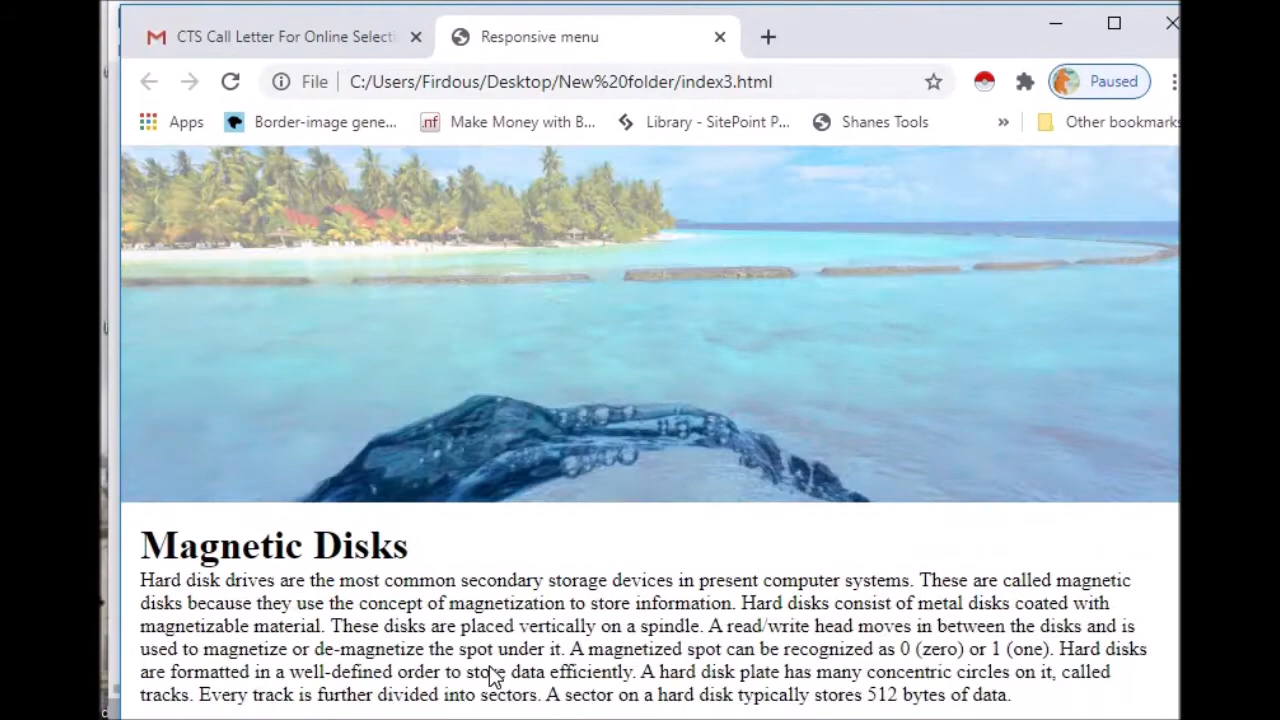 CTS Call Letter For Online Selecti
Responsive menu
File
C:/Users/Firdous/Desktop/New%20folder/index3.html
Paused
Apps
Border-image gene...
.nf
Make Money with B...
Library - SitePoint P...
Shanes Tools
»
Other bookmarks
Magnetic Disks
Hard disk drives are the most common secondary storage devices in present computer systems. These are called magnetic
disks because they use the concept of magnetization to store information. Hard disks consist of metal disks coated with
magnetizable material. These disks are placed vertically on a spindle. A read/write head moves in between the disks and is
used to magnetize or de-magnetize the spot under it. A magnetized spot can be recognized as 0 (zero) or 1 (one). Hard disks
are formatted in a well-defined order to store data efficiently. A hard disk plate has many concentric circles on it, called
tracks. Every track is further divided into sectors. A sector on a hard disk typically stores 512 bytes of data.